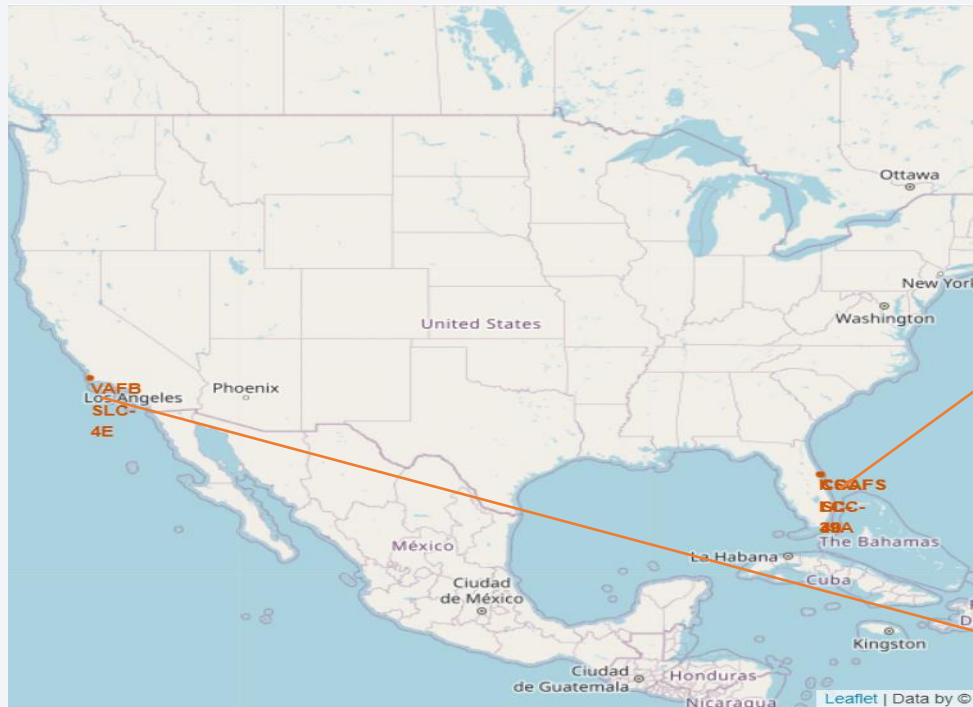 Ottawa
New York
Washington
United States
VAFB
Los Angeles
SLC-
4E
Phoenix
CCAFS
The Bahamas
La Habana
México
Cuba
Ciudad
de México
Kingston
Ciudad
de Guatemala
Honduras
Nicaragua
Leaflet | Data by ©